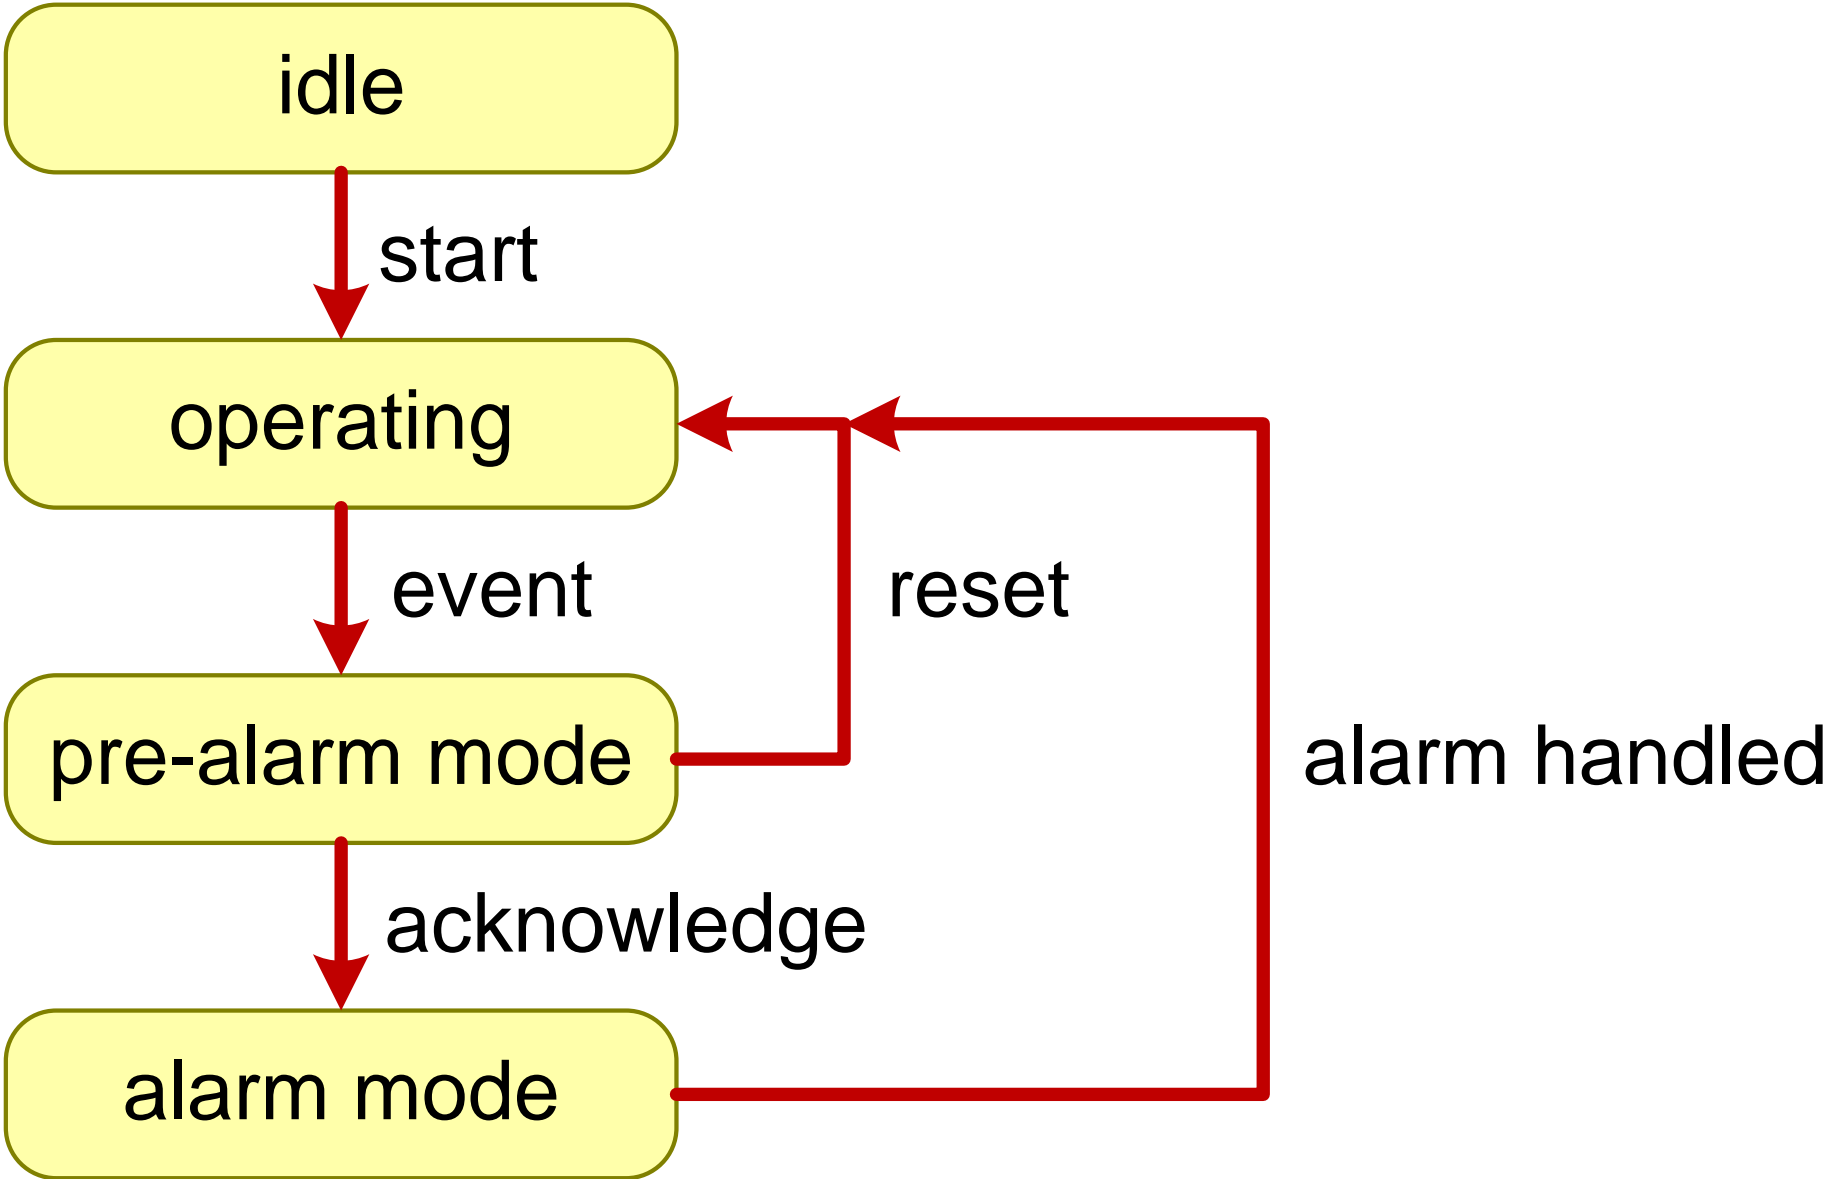 idle
start
operating
event
reset
pre-alarm mode
alarm handled
acknowledge
alarm mode